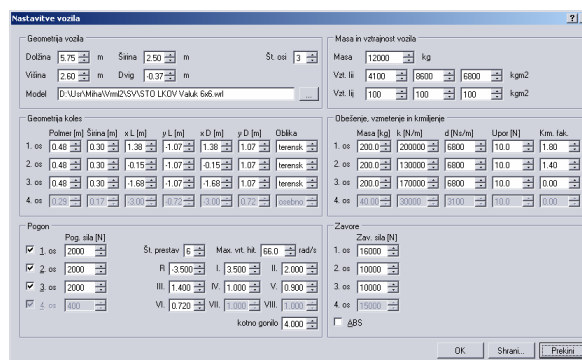 Nastavitve vozila
Geometrija vozila
Dolžina 5.75 m Širina 2.50 m Št. osi 3
Višina 2.60 m Dvig -0.37 m
Model D:\Usr\Miha\Vrml2\SV\STO LKOV Valuk 6x6.wrl ...
Masa in vztrajnost vozila
Masa 12000 kg
Vzt. Iii 4100 8600 6800 kgm2
Vzt. Iij 100 100 100 kgm2
Geometrija koles
Polmer [m] Širina [m] x L [m] y L [m] x D [m] y D [m] Oblika
1. os 0.48 0.30 1.38 -1.07 1.38 1.07 terensk
2. os 0.48 0.30 -0.15 -1.07 -0.15 1.07 terensk
3. os 0.48 0.30 -1.68 -1.07 -1.68 1.07 terensk
4. os 0.29 0.17 -3.00 -0.72 -3.00 0.72 osebno
Obešenje, vzmetenje in krmiljenje
Masa [kg] k [N/m] d [Ns/m] Upor [N] Krm. fak.
1. os 200.0 200000 6800 10.0 1.80
2. os 200.0 130000 6800 10.0 1.40
3. os 200.0 170000 6800 10.0 0.00
4. os 40.00 30000 3100 10.0 0.00
Pogon
Pog. sila [N]
1. os 2000 Št. prestav 6 Max. vrt. hit. 66.0 rad/s
2. os 2000 R -3.500 I. 3.500 II. 2.000
3. os 2000 III. 1.400 IV. 1.000 V. 0.900
4. os 400 VI. 0.720 VII. 1.000 VIII. 1.000
kotno gonilo 4.000
Zavore
Zav. sila [N]
1. os 16000
2. os 10000
3. os 10000
4. os 15000
ABS
OK Shrani... Prekini